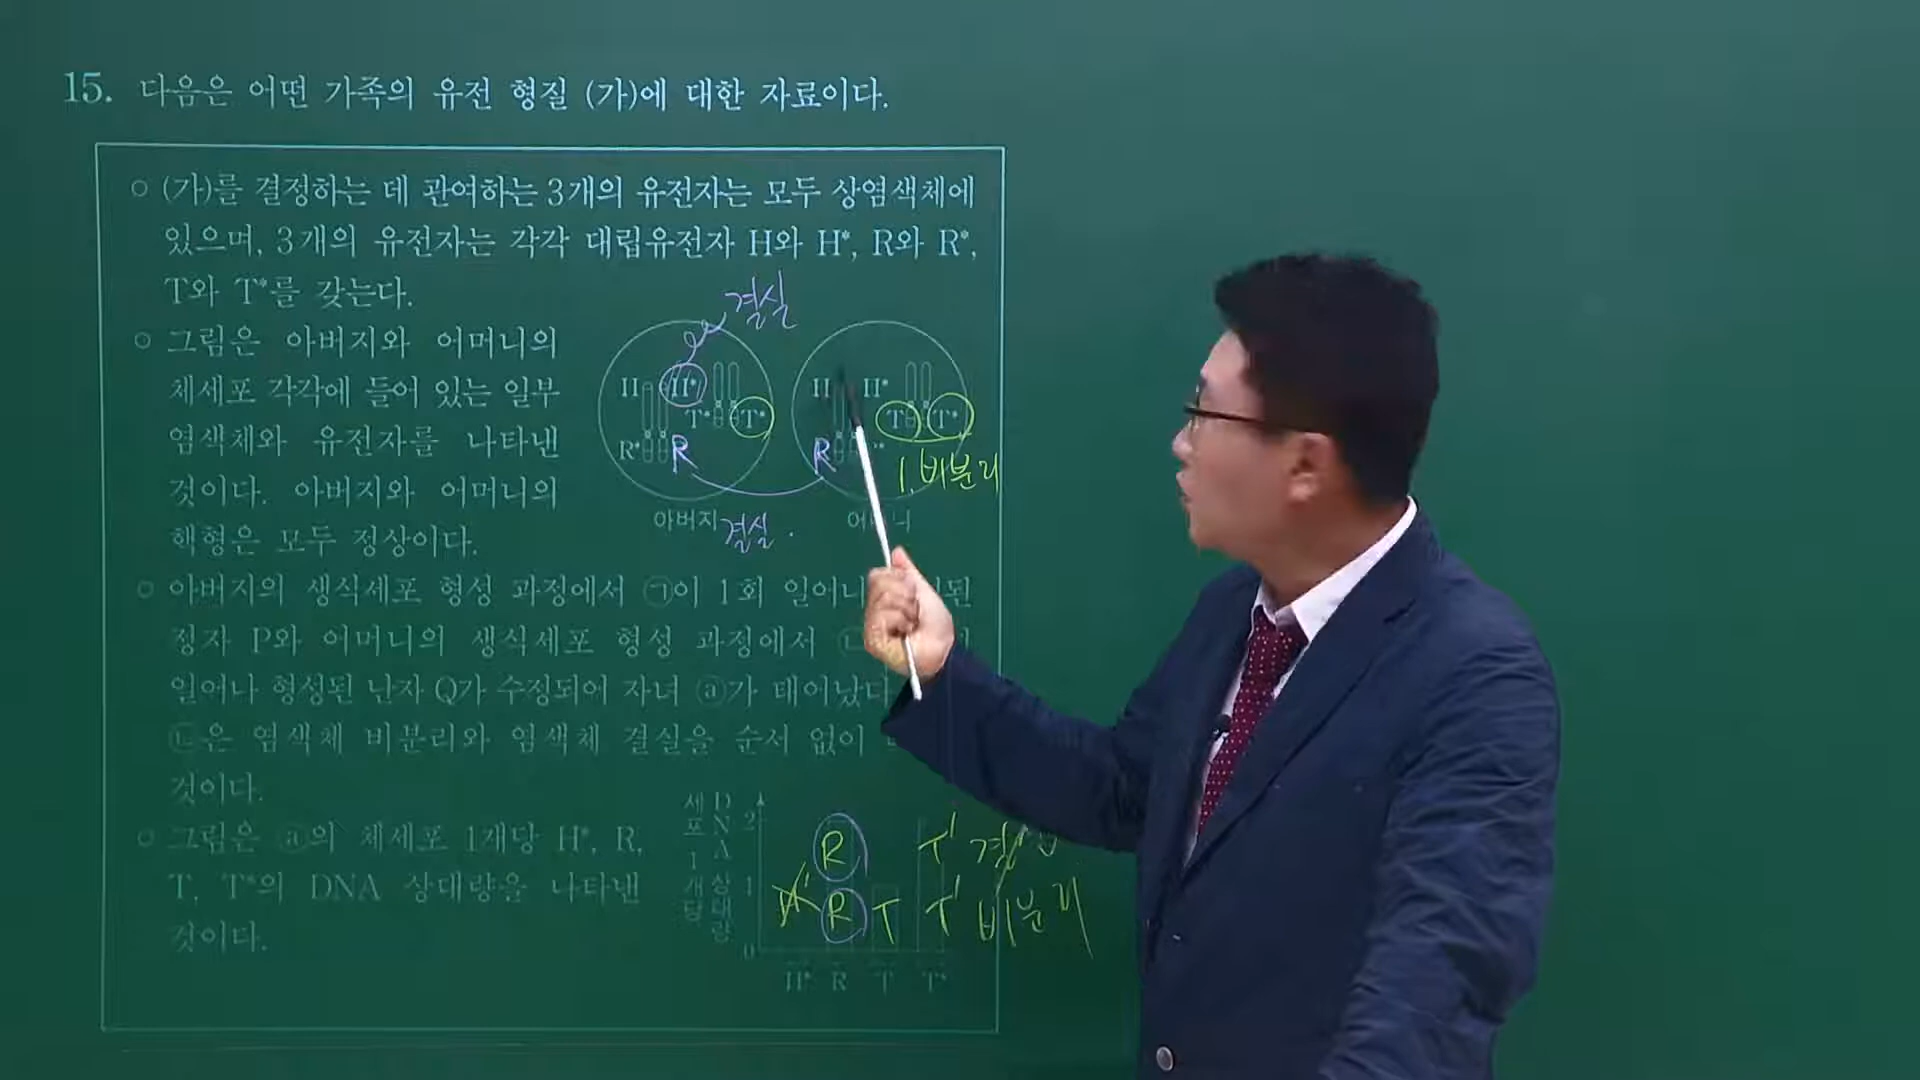 15. 다음은 어떤 가족의 유전 형질 (가)에 대한 자료이다.
○ (가)를 결정하는 데 관여하는 3개의 유전자는 모두 상염색체에
있으며, 3개의 유전자는 각각 대립유전자 H와 H*, R와 R*,
T와 T*를 갖는다.
○ 그림은 아버지와 어머니의
체세포 각각에 들어 있는 일부
염색체와 유전자를 나타낸
것이다. 아버지와 어머니의
핵형은 모두 정상이다.
결실
H H* T* T* R* R
H H* T T* R
1. 비분리
아버지
결실
○ 아버지의 생식세포 형성 과정에서 ㉠이 1회 일어나
정자 P와 어머니의 생식세포 형성 과정에서
일어나 형성된 난자 Q가 수정되어 자녀 ⓐ가 태어났다
㉡은 염색체 비분리와 염색체 결실을 순서 없이
것이다.
○ 그림은 ⓐ의 체세포 1개당 H*, R,
T, T*의 DNA 상대량을 나타낸
것이다.
세포 1개당
DNA 상대량
2
1
0
R
R T
T'
T' 비분리
H* R T T*